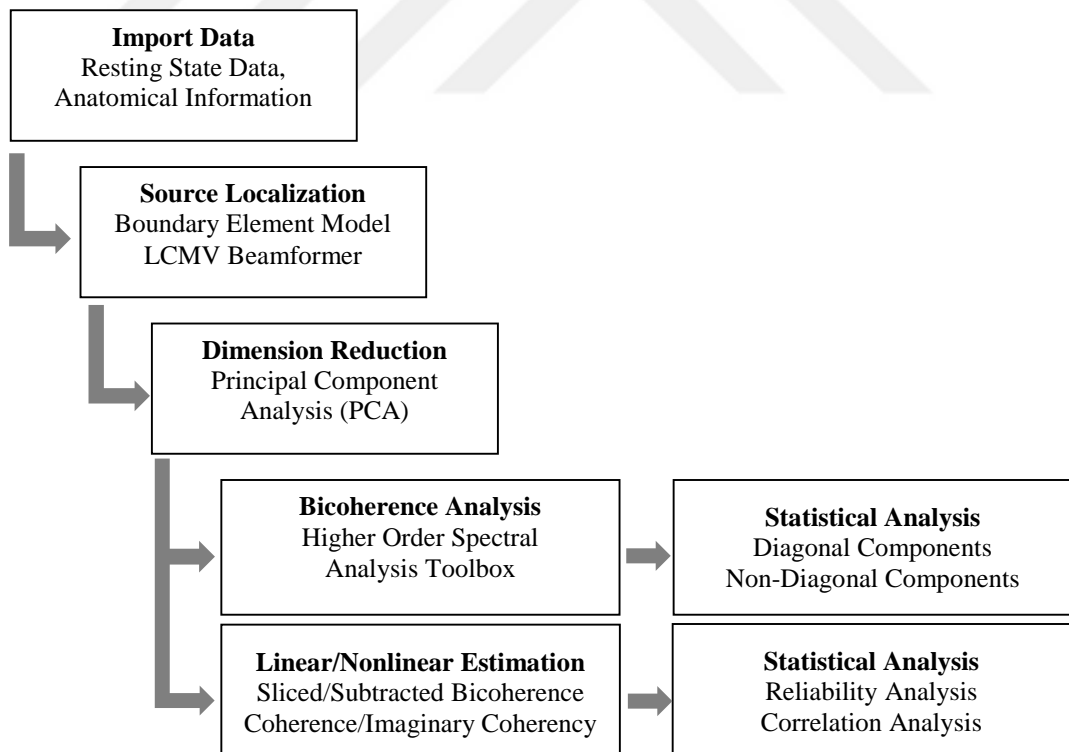 Import Data
Resting State Data,
Anatomical Information
Source Localization
Boundary Element Model
LCMV Beamformer
Dimension Reduction
Principal Component
Analysis (PCA)
Bicoherence Analysis
Higher Order Spectral
Analysis Toolbox
Statistical Analysis
Diagonal Components
Non-Diagonal Components
Linear/Nonlinear Estimation
Sliced/Subtracted Bicoherence
Coherence/Imaginary Coherency
Statistical Analysis
Reliability Analysis
Correlation Analysis